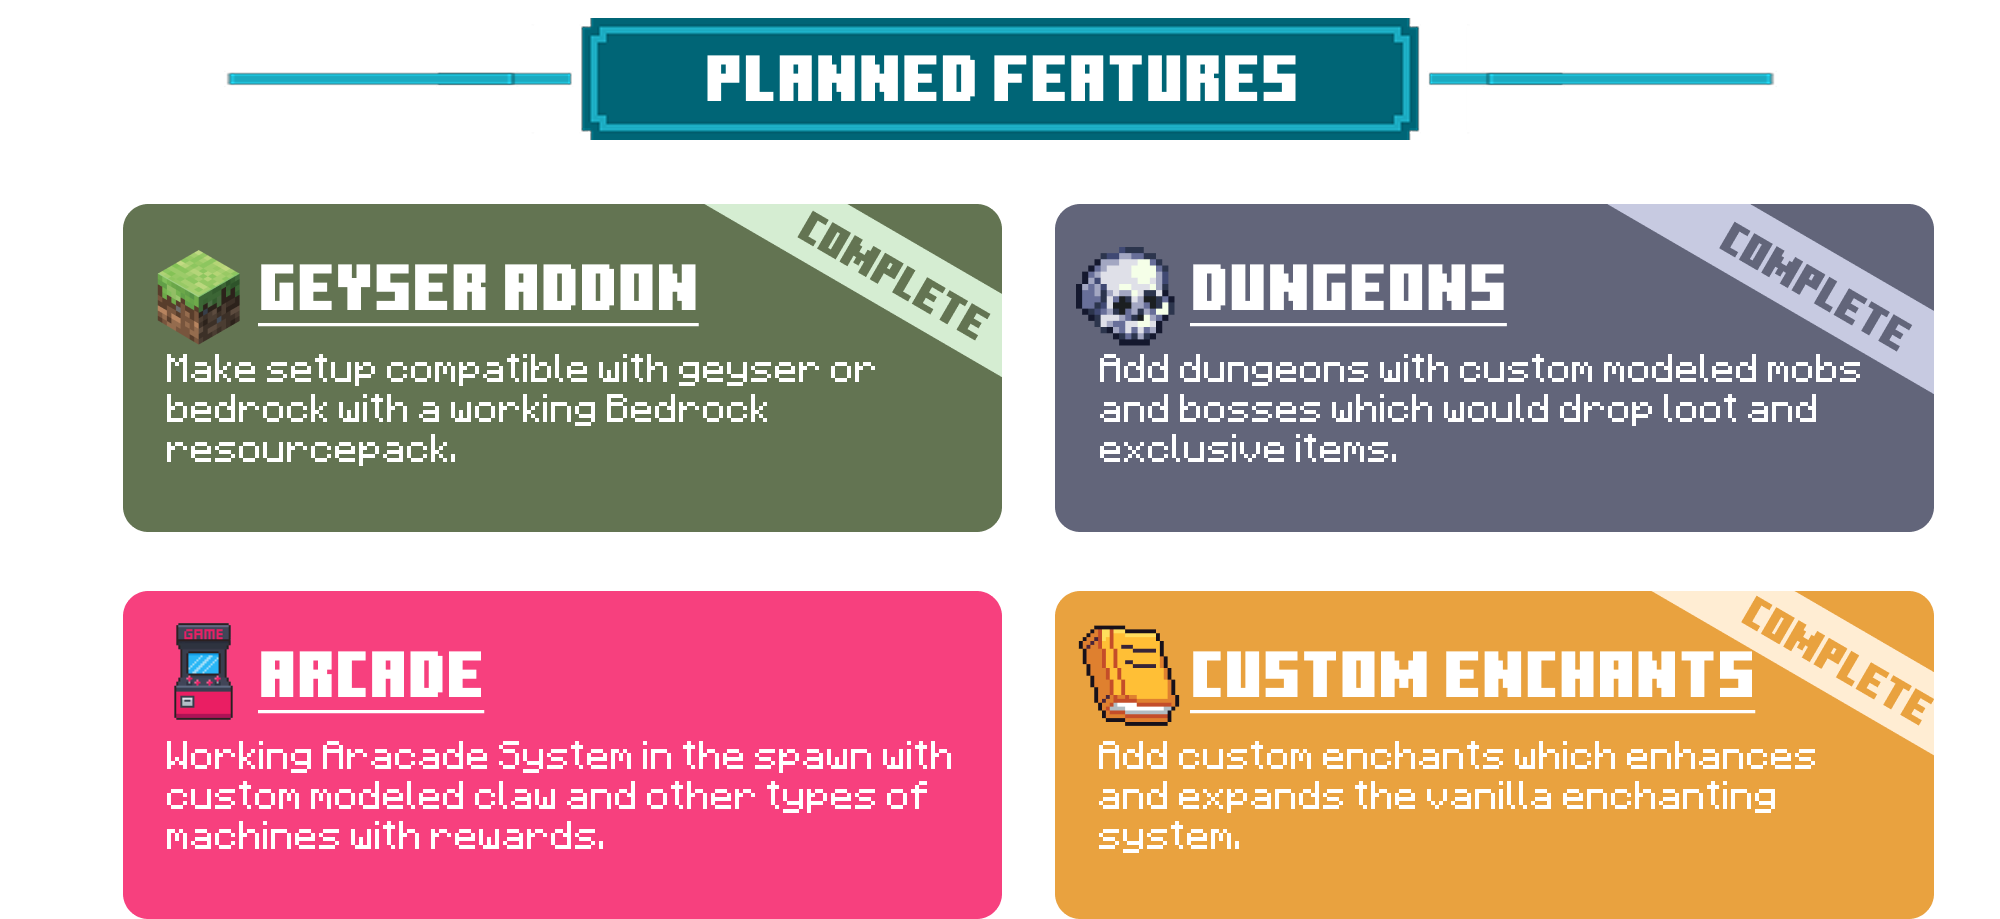 PLANNED FEATURES
COMPLETE
GEYSER ADDON
Make setup compatible with geyser or
bedrock with a working Bedrock
resourcepack.
COMPLETE
DUNGEONS
Add dungeons with custom modeled mobs
and bosses which would drop loot and
exclusive items.
GAME
ARCADE
Working Aracade System in the spawn with
custom modeled claw and other types of
machines with rewards.
COMPLETE
CUSTOM ENCHANTS
Add custom enchants which enhances
and expands the vanilla enchanting
system.